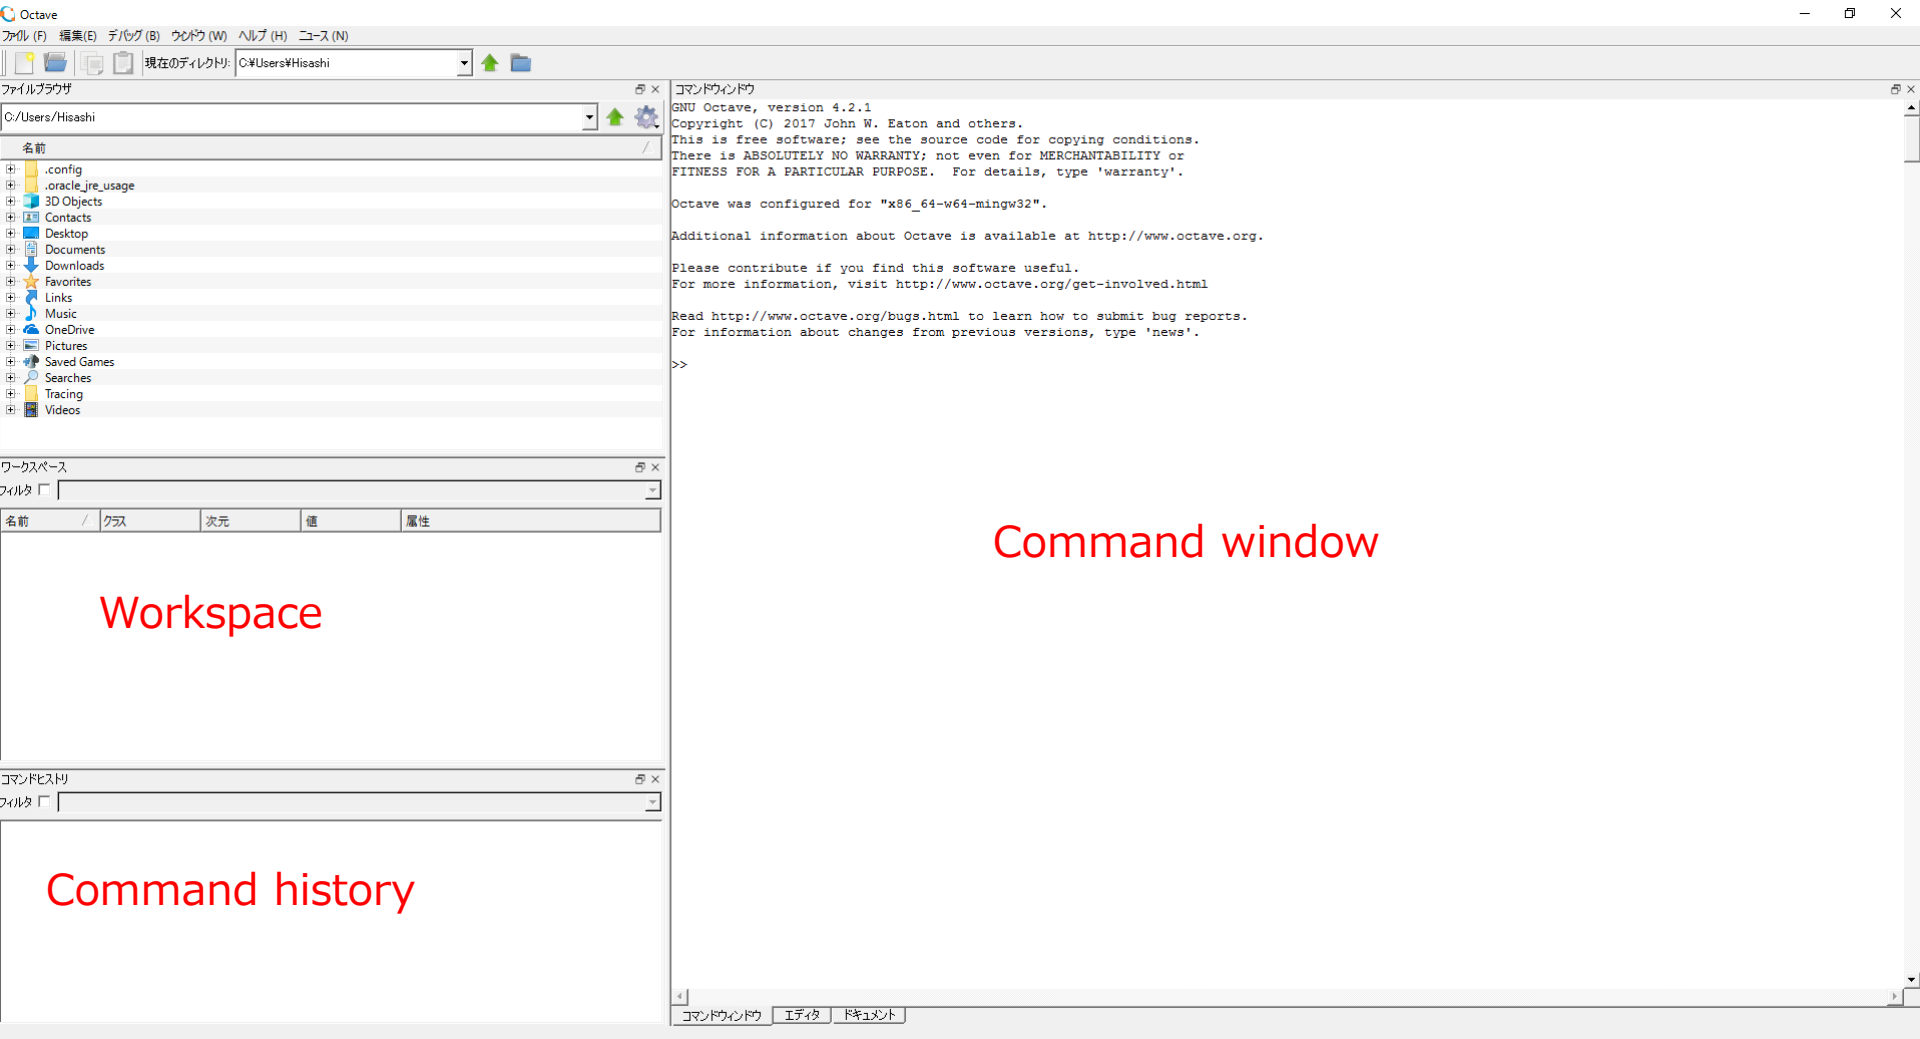 Octave
ファイル (F) 編集(E) デバッグ (B) ウィンドウ (W) ヘルプ (H) ニュース (N)
現在のディレクトリ: C:¥Users¥Hisashi
ファイルブラウザ
C:/Users/Hisashi
名前
.config
.oracle_jre_usage
3D Objects
Contacts
Desktop
Documents
Downloads
Favorites
Links
Music
OneDrive
Pictures
Saved Games
Searches
Tracing
Videos
ワークスペース
フィルタ
名前 クラス 次元 値 属性
Workspace
コマンドヒストリ
フィルタ
Command history
コマンドウィンドウ
GNU Octave, version 4.2.1
Copyright (C) 2017 John W. Eaton and others.
This is free software; see the source code for copying conditions.
There is ABSOLUTELY NO WARRANTY; not even for MERCHANTABILITY or
FITNESS FOR A PARTICULAR PURPOSE.  For details, type 'warranty'.
Octave was configured for "x86_64-w64-mingw32".
Additional information about Octave is available at http://www.octave.org.
Please contribute if you find this software useful.
For more information, visit http://www.octave.org/get-involved.html
Read http://www.octave.org/bugs.html to learn how to submit bug reports.
For information about changes from previous versions, type 'news'.
>>
Command window
コマンドウィンドウ エディタ ドキュメント